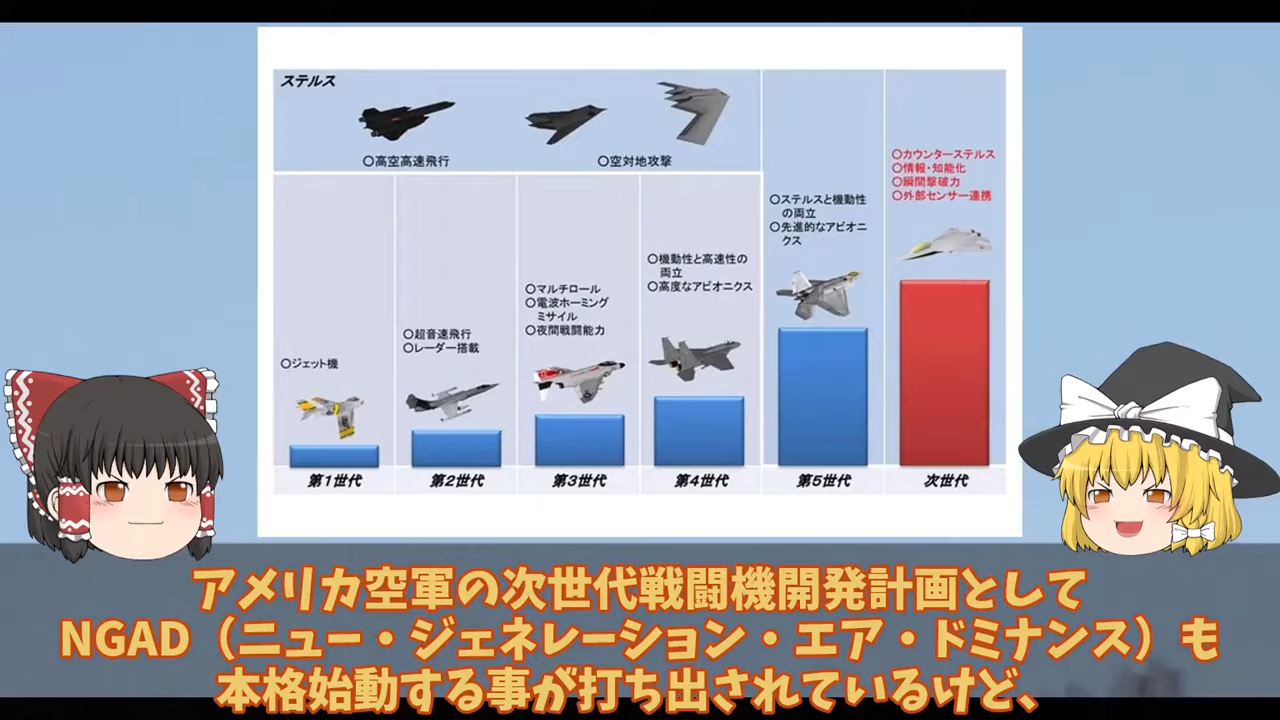 ステルス
○高空高速飛行
○空対地攻撃
○カウンターステルス
○情報・知能化
○瞬間撃破力
○外部センサー連携
○ステルスと機動性
の両立
○先進的なアビオニ
クス
○機動性と高速性の
両立
○高度なアビオニクス
○マルチロール
○電波ホーミング
ミサイル
○夜間戦闘能力
○超音速飛行
○レーダー搭載
○ジェット機
第1世代
第2世代
第3世代
第4世代
第5世代
次世代
アメリカ空軍の次世代戦闘機開発計画として
NGAD（ニュー・ジェネレーション・エア・ドミナンス）も
本格始動する事が打ち出されているけど、